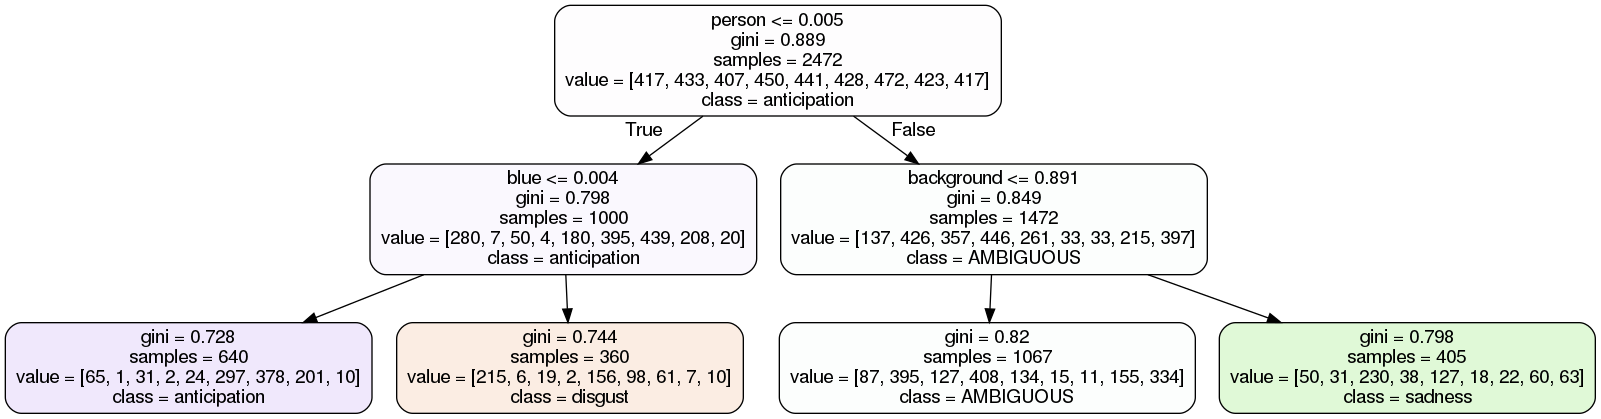 person <= 0.005
gini = 0.889
samples = 2472
value = [417, 433, 407, 450, 441, 428, 472, 423, 417]
class = anticipation
True
False
blue <= 0.004
gini = 0.798
samples = 1000
value = [280, 7, 50, 4, 180, 395, 439, 208, 20]
class = anticipation
background <= 0.891
gini = 0.849
samples = 1472
value = [137, 426, 357, 446, 261, 33, 33, 215, 397]
class = AMBIGUOUS
gini = 0.728
samples = 640
value = [65, 1, 31, 2, 24, 297, 378, 201, 10]
class = anticipation
gini = 0.744
samples = 360
value = [215, 6, 19, 2, 156, 98, 61, 7, 10]
class = disgust
gini = 0.82
samples = 1067
value = [87, 395, 127, 408, 134, 15, 11, 155, 334]
class = AMBIGUOUS
gini = 0.798
samples = 405
value = [50, 31, 230, 38, 127, 18, 22, 60, 63]
class = sadness